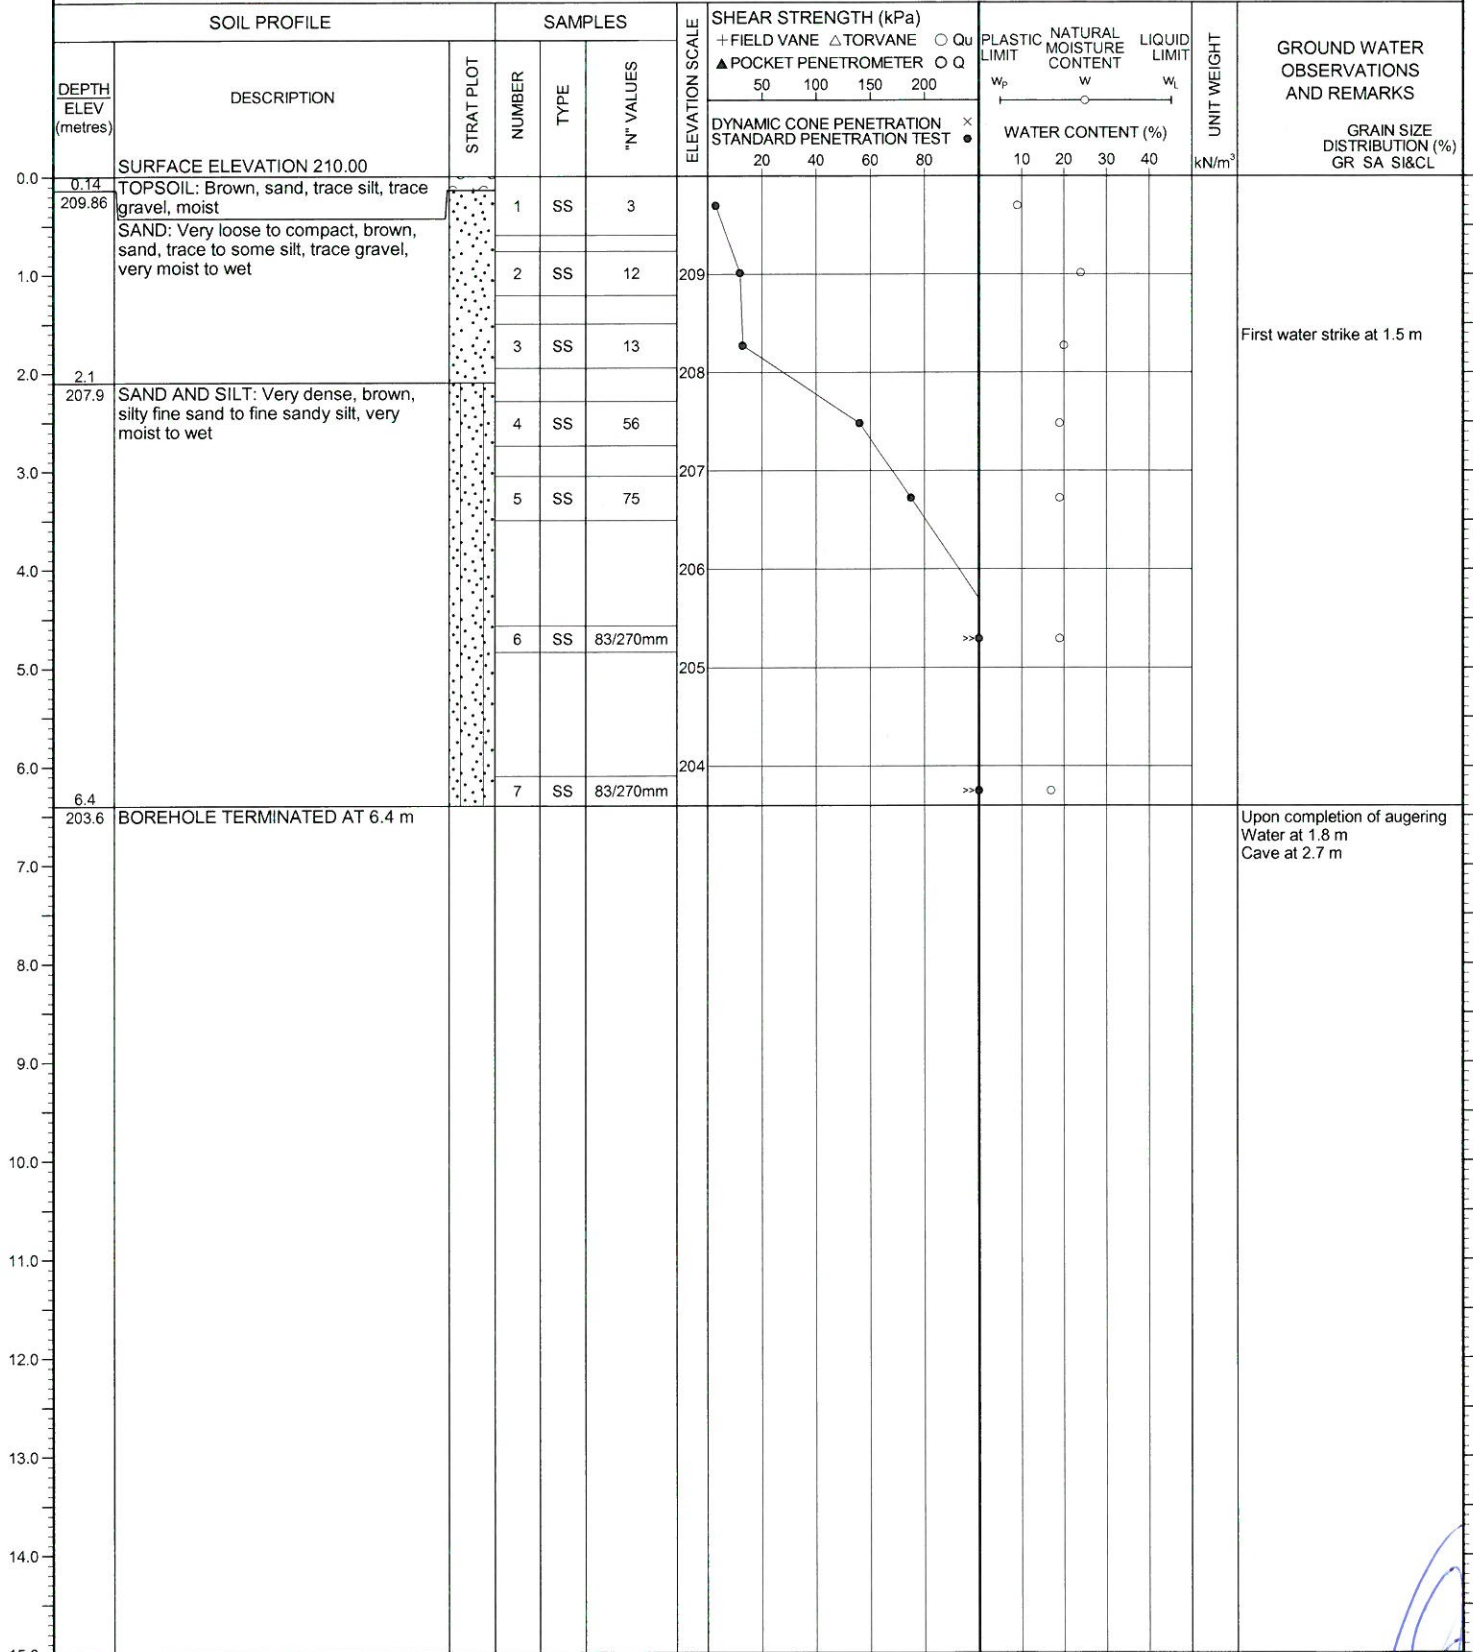 SOIL PROFILE
SAMPLES
DEPTH
ELEV
(metres)
DESCRIPTION
STRAT PLOT
NUMBER
TYPE
"N" VALUES
ELEVATION SCALE
SHEAR STRENGTH (kPa)
+ FIELD VANE △ TORVANE ○ Qu
▲ POCKET PENETROMETER O Q
50 100 150 200
DYNAMIC CONE PENETRATION ×
STANDARD PENETRATION TEST ●
20 40 60 80
PLASTIC LIMIT
NATURAL MOISTURE CONTENT
LIQUID LIMIT
wP w wL
WATER CONTENT (%)
10 20 30 40
UNIT WEIGHT
kN/m³
GROUND WATER
OBSERVATIONS
AND REMARKS
GRAIN SIZE
DISTRIBUTION (%)
GR SA SI&CL
SURFACE ELEVATION 210.00
0.0
0.14
209.86
TOPSOIL: Brown, sand, trace silt, trace
gravel, moist
1 SS 3
SAND: Very loose to compact, brown,
sand, trace to some silt, trace gravel,
very moist to wet
1.0
2 SS 12
209
First water strike at 1.5 m
3 SS 13
2.0
208
2.1
207.9
SAND AND SILT: Very dense, brown,
silty fine sand to fine sandy silt, very
moist to wet
4 SS 56
3.0
207
5 SS 75
4.0
206
6 SS 83/270mm
>>
5.0
205
6.0
204
7 SS 83/270mm
>>
6.4
203.6
BOREHOLE TERMINATED AT 6.4 m
Upon completion of augering
Water at 1.8 m
Cave at 2.7 m
7.0
8.0
9.0
10.0
11.0
12.0
13.0
14.0